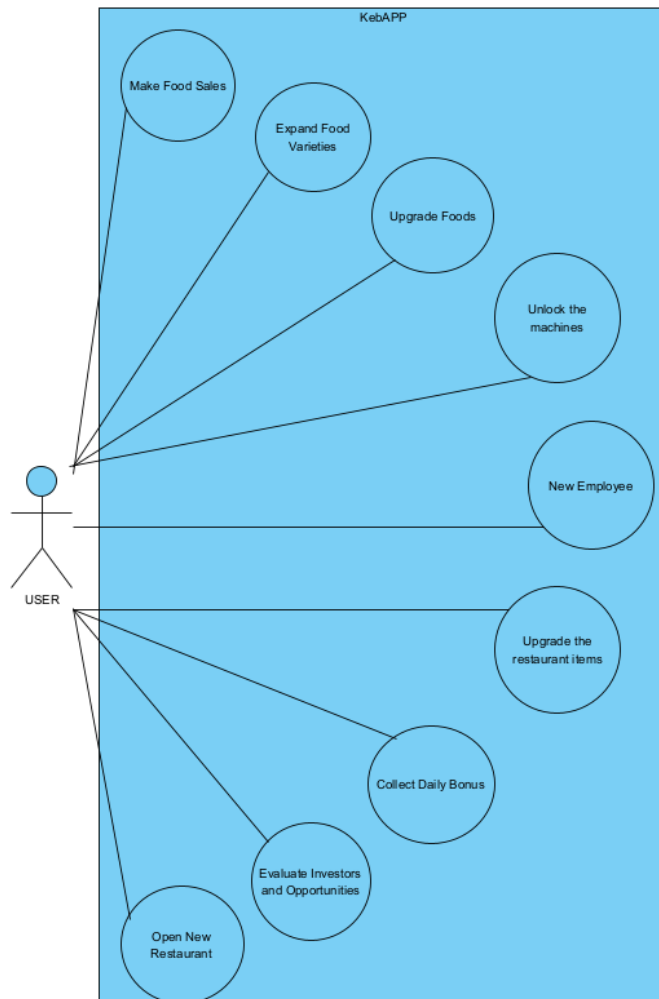 KebAPP
Make Food Sales
Expand Food
Varieties
Upgrade Foods
Unlock the
machines
New Employee
USER
Upgrade the
restaurant items
Collect Daily Bonus
Evaluate Investors
and Opportunities
Open New
Restaurant